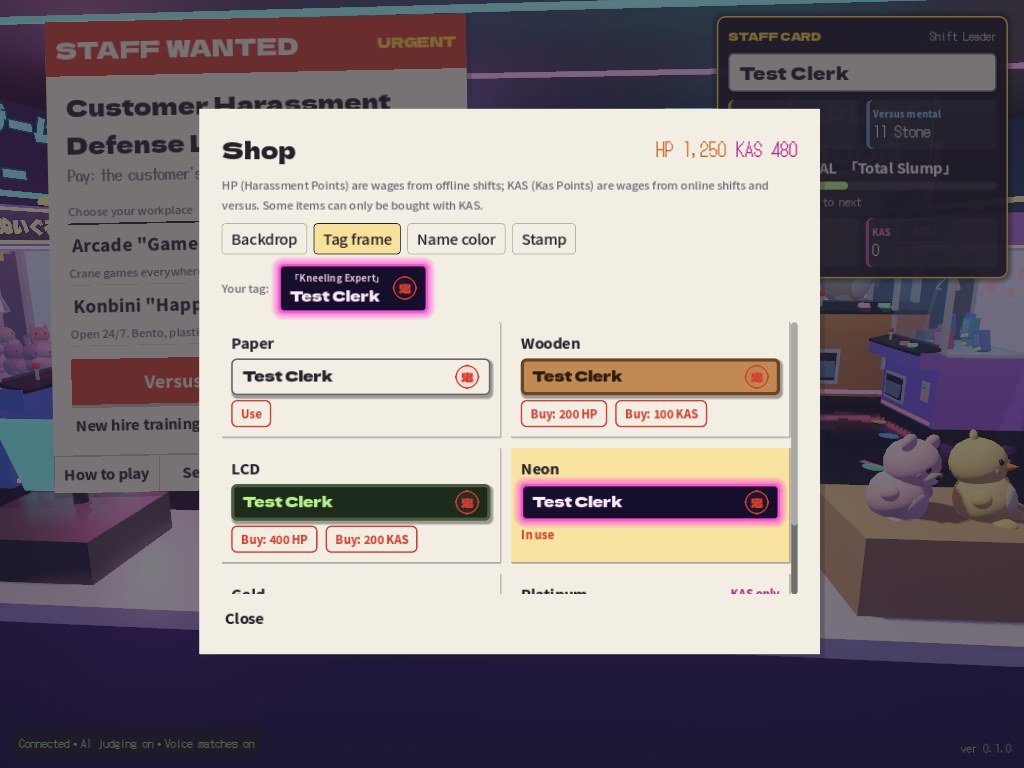 STAFF WANTED
URGENT
Customer Harassment
Defense L
Pay: the customer's
Choose your workplace
Arcade "Game
Crane games everywhere
Konbini "Happ
Open 24/7. Bento, plasti
Versus
New hire training
How to play
Se
STAFF CARD
Shift Leader
Test Clerk
Versus mental
11 Stone
AL 「Total Slump」
to next
KAS
0
Shop
HP 1,250 KAS 480
HP (Harassment Points) are wages from offline shifts; KAS (Kas Points) are wages from online shifts and
versus. Some items can only be bought with KAS.
Backdrop
Tag frame
Name color
Stamp
Your tag:
「Kneeling Expert」
Test Clerk
Paper
Test Clerk
Use
Wooden
Test Clerk
Buy: 200 HP
Buy: 100 KAS
LCD
Test Clerk
Buy: 400 HP
Buy: 200 KAS
Neon
Test Clerk
In use
Gold
Platinum
KAS only
Close
Connected • AI judging on • Voice matches on
ver 0.1.0